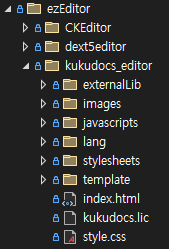 ezEditor
CKEditor
dext5editor
kukudocs_editor
externalLib
images
javascripts
lang
stylesheets
template
index.html
kukudocs.lic
style.css